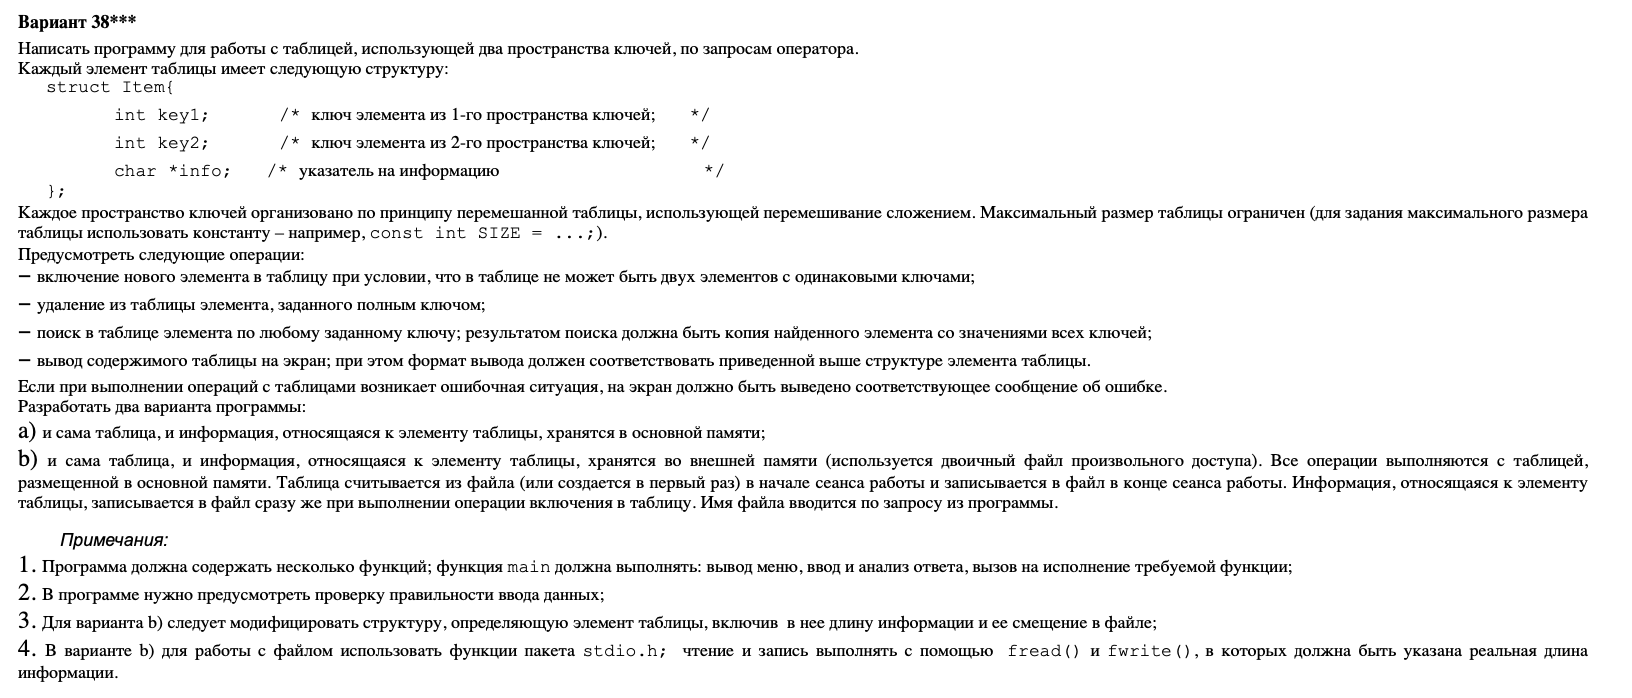 Вариант 38***
Написать программу для работы с таблицей, использующей два пространства ключей, по запросам оператора.
Каждый элемент таблицы имеет следующую структуру:
struct Item{
int key1; /* ключ элемента из 1-го пространства ключей; */
int key2; /* ключ элемента из 2-го пространства ключей; */
char *info; /* указатель на информацию */
};
Каждое пространство ключей организовано по принципу перемешанной таблицы, использующей перемешивание сложением. Максимальный размер таблицы ограничен (для задания максимального размера
таблицы использовать константу – например, const int SIZE = ...;).
Предусмотреть следующие операции:
− включение нового элемента в таблицу при условии, что в таблице не может быть двух элементов с одинаковыми ключами;
− удаление из таблицы элемента, заданного полным ключом;
− поиск в таблице элемента по любому заданному ключу; результатом поиска должна быть копия найденного элемента со значениями всех ключей;
− вывод содержимого таблицы на экран; при этом формат вывода должен соответствовать приведенной выше структуре элемента таблицы.
Если при выполнении операций с таблицами возникает ошибочная ситуация, на экран должно быть выведено соответствующее сообщение об ошибке.
Разработать два варианта программы:
a) и сама таблица, и информация, относящаяся к элементу таблицы, хранятся в основной памяти;
b) и сама таблица, и информация, относящаяся к элементу таблицы, хранятся во внешней памяти (используется двоичный файл произвольного доступа). Все операции выполняются с таблицей,
размещенной в основной памяти. Таблица считывается из файла (или создается в первый раз) в начале сеанса работы и записывается в файл в конце сеанса работы. Информация, относящаяся к элементу
таблицы, записывается в файл сразу же при выполнении операции включения в таблицу. Имя файла вводится по запросу из программы.
Примечания:
1. Программа должна содержать несколько функций; функция main должна выполнять: вывод меню, ввод и анализ ответа, вызов на исполнение требуемой функции;
2. В программе нужно предусмотреть проверку правильности ввода данных;
3. Для варианта b) следует модифицировать структуру, определяющую элемент таблицы, включив в нее длину информации и ее смещение в файле;
4. В варианте b) для работы с файлом использовать функции пакета stdio.h; чтение и запись выполнять с помощью fread() и fwrite(), в которых должна быть указана реальная длина
информации.